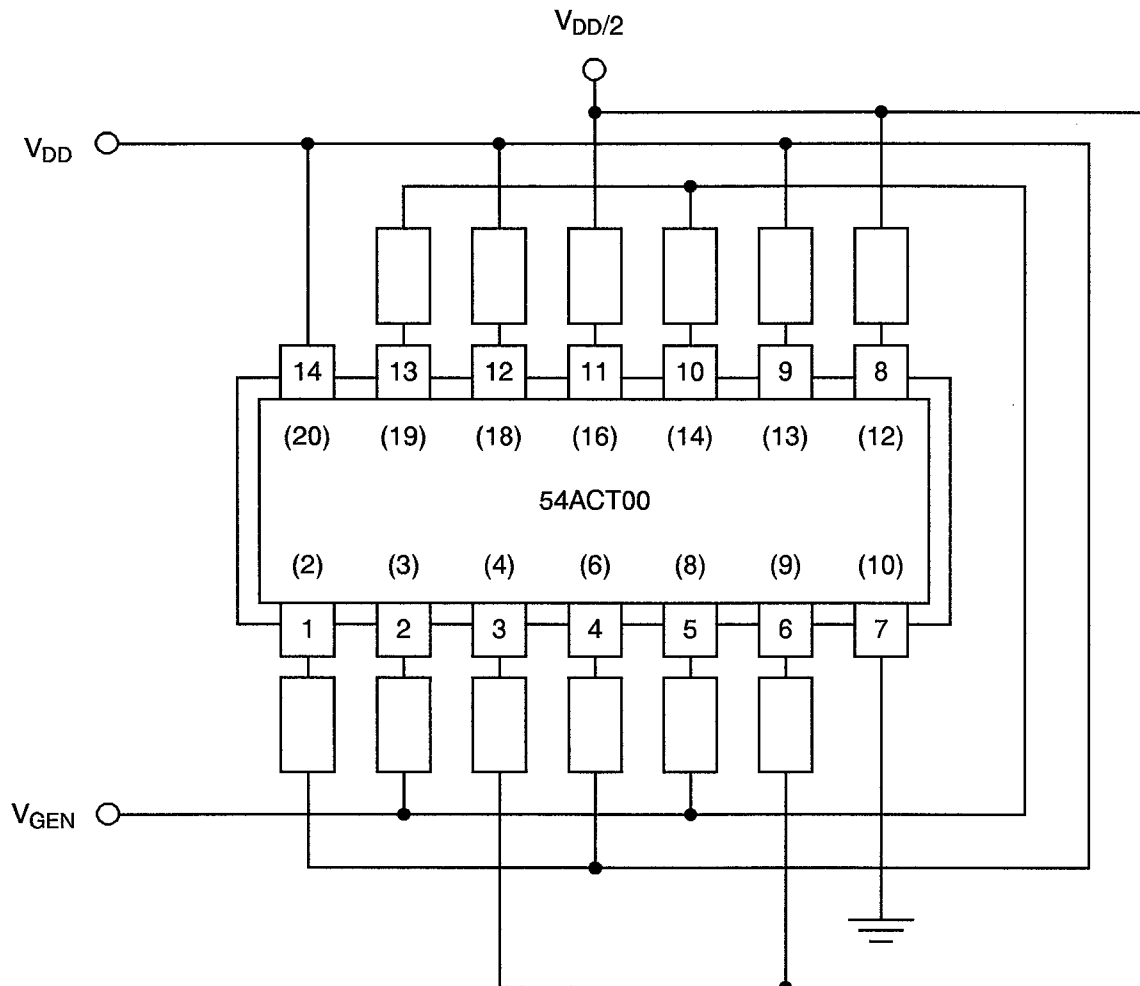 VDD/2
VDD
14 13 12 11 10 9 8
(20) (19) (18) (16) (14) (13) (12)
54ACT00
(2) (3) (4) (6) (8) (9) (10)
1 2 3 4 5 6 7
VGEN